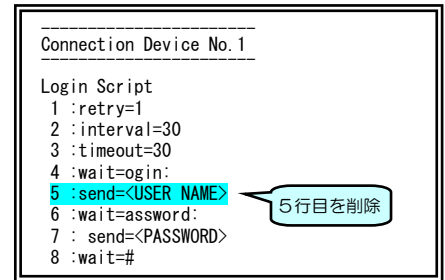 Connection Device No.1
Login Script
1 :retry=1
2 :interval=30
3 :timeout=30
4 :wait=ogin:
5 :send=<USER NAME>
5行目を削除
6 :wait=assword:
7 : send=<PASSWORD>
8 :wait=#